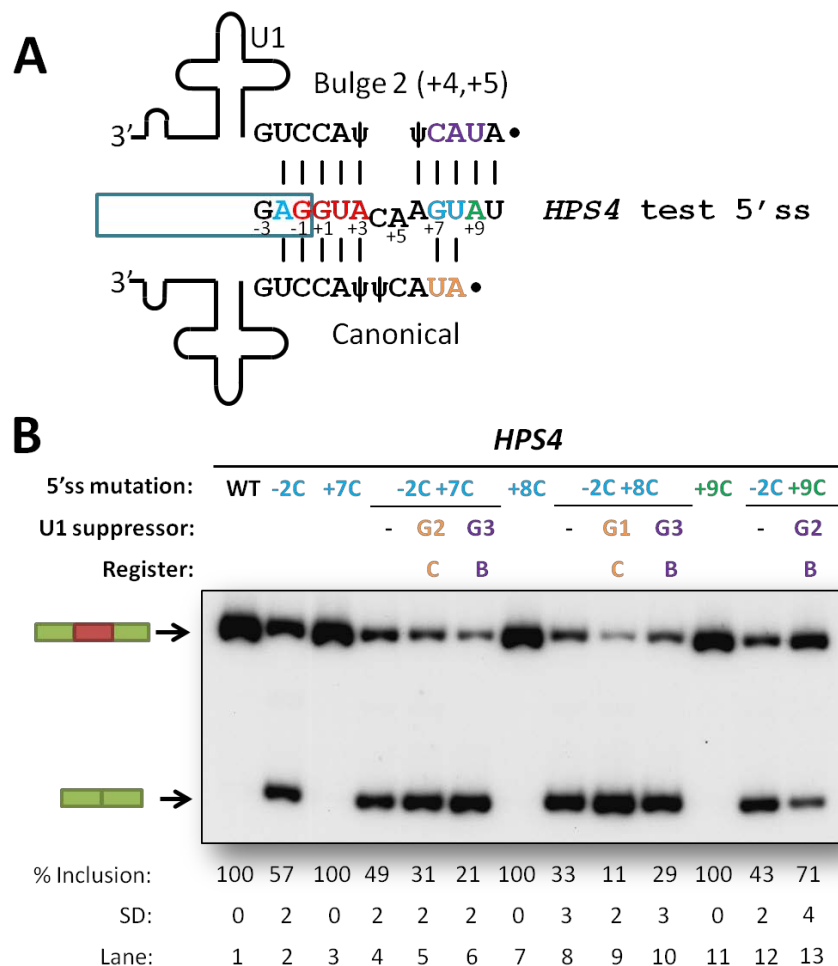 A
U1
Bulge 2 (+4,+5)
3’
GUCCAψ ψCAUA•
GAGGUACAAGUAU
HPS4 test 5’ss
-3 -1 +1 +3 +5 +7 +9
3’
GUCCAψψCAUA•
Canonical
B
HPS4
5’ss mutation: WT -2C +7C -2C +7C +8C -2C +8C +9C -2C +9C
U1 suppressor: - G2 G3 - G1 G3 - G2
Register: C B C B B
% Inclusion: 100 57 100 49 31 21 100 33 11 29 100 43 71
SD: 0 2 0 2 2 2 0 3 2 3 0 2 4
Lane: 1 2 3 4 5 6 7 8 9 10 11 12 13